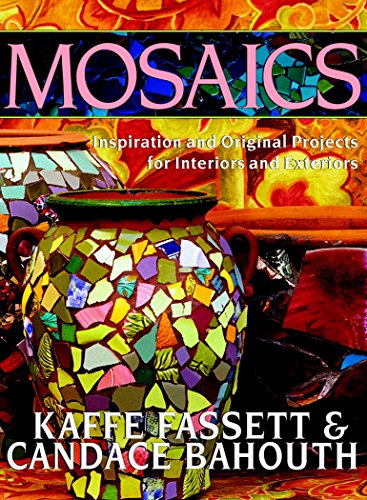 MOSAICS
Inspiration and Original Projects
for Interiors and Exteriors
KAFFE FASSETT &
CANDACE BAHOUTH